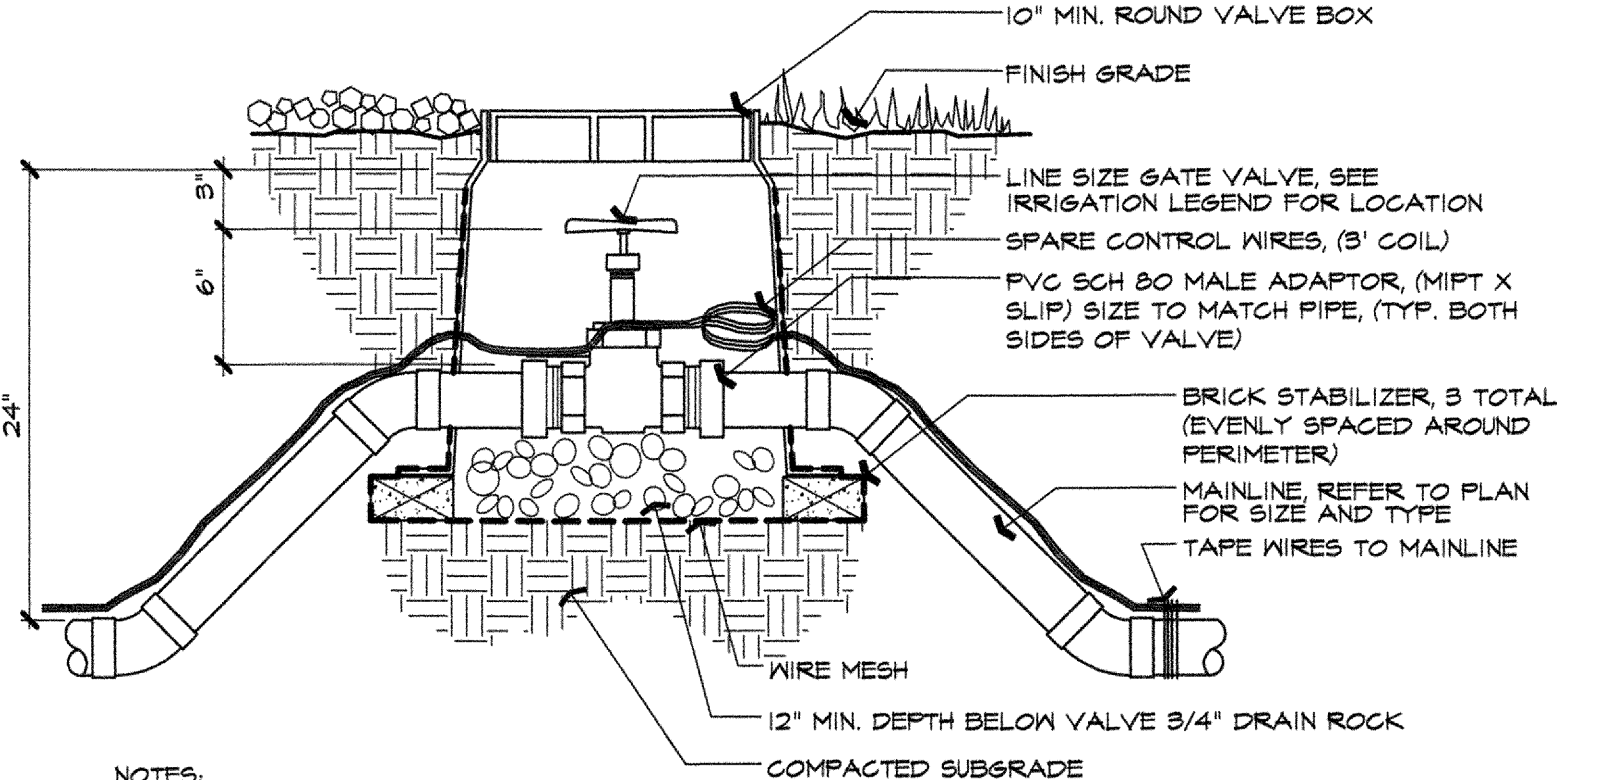 10" MIN. ROUND VALVE BOX
FINISH GRADE
LINE SIZE GATE VALVE, SEE
IRRIGATION LEGEND FOR LOCATION
SPARE CONTROL WIRES, (3' COIL)
PVC SCH 80 MALE ADAPTOR, (MIPT X
SLIP) SIZE TO MATCH PIPE, (TYP. BOTH
SIDES OF VALVE)
BRICK STABILIZER, 3 TOTAL
(EVENLY SPACED AROUND
PERIMETER)
MAINLINE, REFER TO PLAN
FOR SIZE AND TYPE
TAPE WIRES TO MAINLINE
3"
6"
24"
WIRE MESH
12" MIN. DEPTH BELOW VALVE 3/4" DRAIN ROCK
COMPACTED SUBGRADE
NOTES: